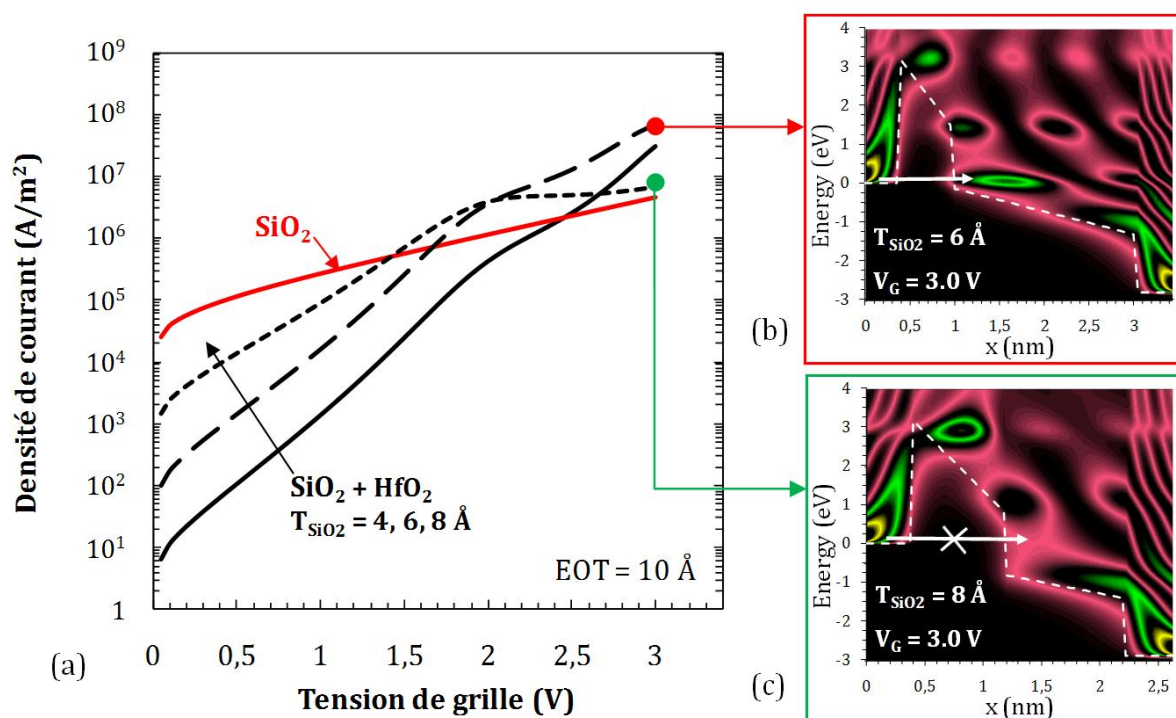 Densité de courant (A/m²)
10⁹
10⁸
10⁷
10⁶
10⁵
10⁴
10³
10²
10¹
1
SiO₂
SiO₂ + HfO₂
T_SiO2 = 4, 6, 8 Å
EOT = 10 Å
0
0,5
1
1,5
2
2,5
3
Tension de grille (V)
(a)
Energy (eV)
4
3
2
1
0
-1
-2
-3
T_SiO2 = 6 Å
V_G = 3.0 V
0
0,5
1
1,5
2
2,5
3
x (nm)
(b)
Energy (eV)
4
3
2
1
0
-1
-2
-3
T_SiO2 = 8 Å
V_G = 3.0 V
0
0,5
1
1,5
2
2,5
x (nm)
(c)